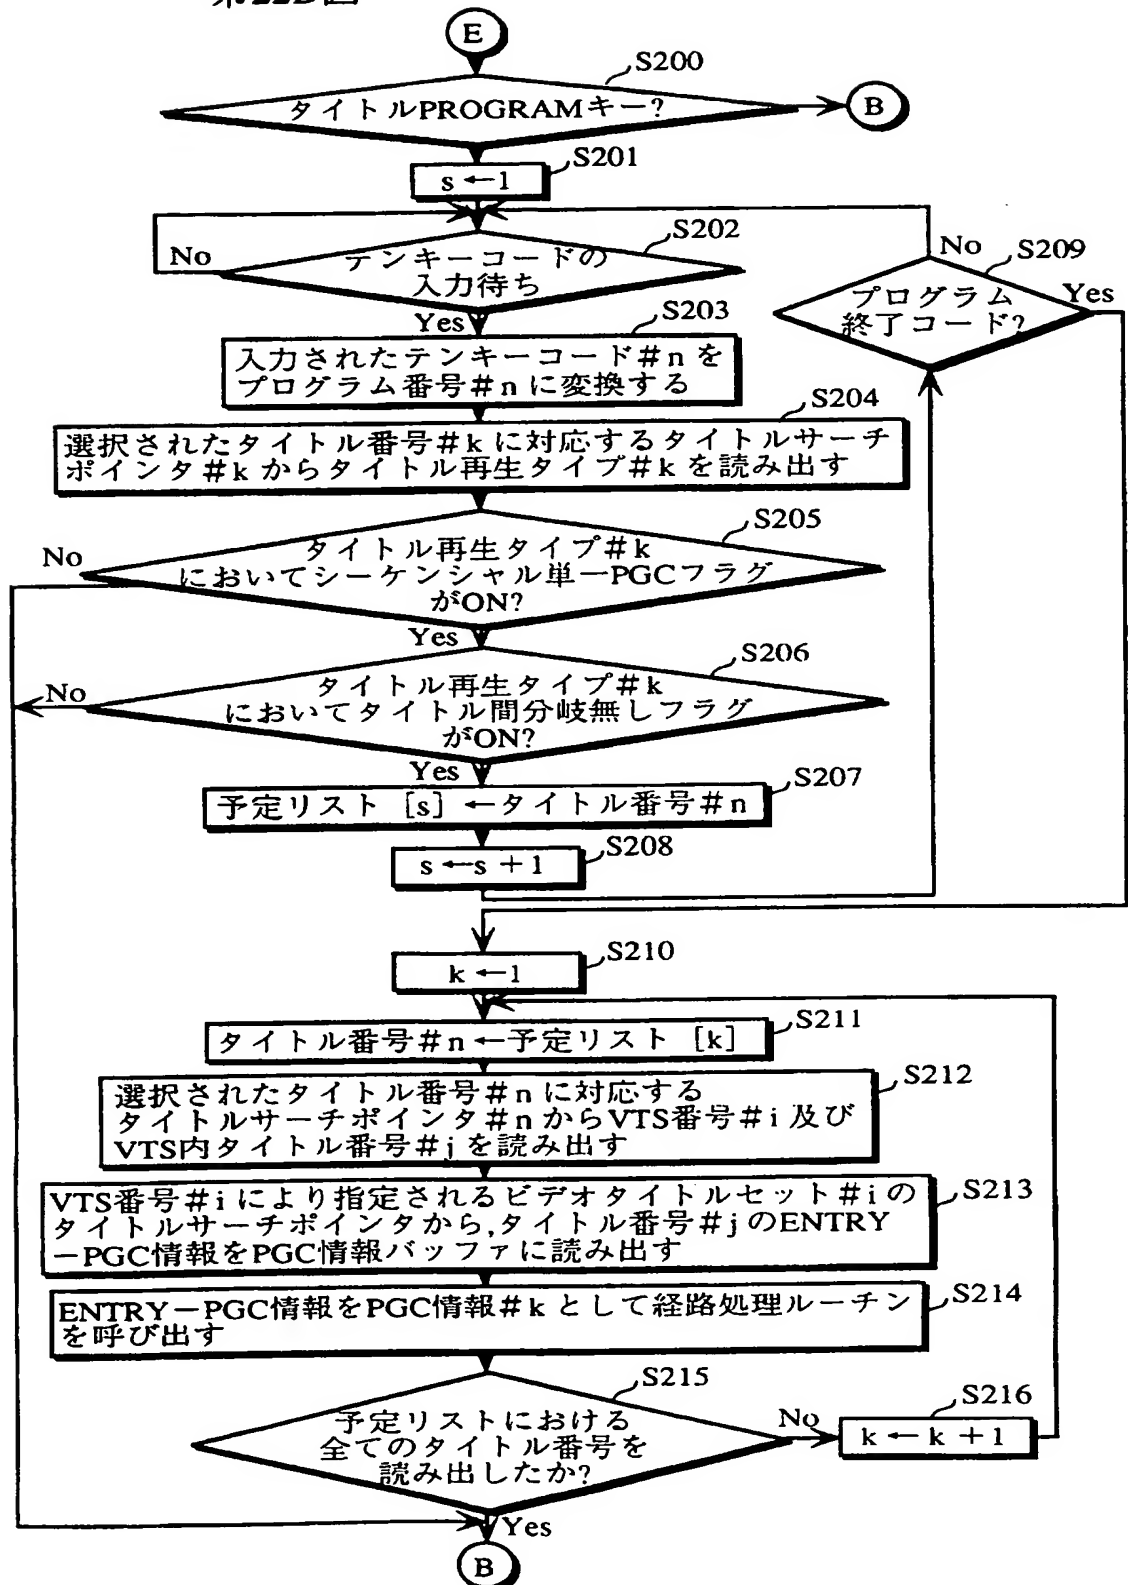 第22B図
E
S200
タイトルPROGRAMキー?
B
S201
s←1
S202
No
テンキーコードの
入力待ち
Yes
No
S209
プログラム
終了コード?
Yes
S203
入力されたテンキーコード#nを
プログラム番号#nに変換する
S204
選択されたタイトル番号#kに対応するタイトルサーチ
ポインタ#kからタイトル再生タイプ#kを読み出す
S205
No
タイトル再生タイプ#k
においてシーケンシャル単一PGCフラグ
がON?
Yes
S206
No
タイトル再生タイプ#k
においてタイトル間分岐無しフラグ
がON?
Yes
S207
予定リスト [s] ←タイトル番号#n
S208
s←s+1
S210
k←1
S211
タイトル番号#n←予定リスト [k]
S212
選択されたタイトル番号#nに対応する
タイトルサーチポインタ#nからVTS番号#i及び
VTS内タイトル番号#jを読み出す
S213
VTS番号#iにより指定されるビデオタイトルセット#iの
タイトルサーチポインタから,タイトル番号#jのENTRY
−PGC情報をPGC情報バッファに読み出す
S214
ENTRY−PGC情報をPGC情報#kとして経路処理ルーチン
を呼び出す
S215
予定リストにおける
全てのタイトル番号を
読み出したか?
No
S216
k←k+1
Yes
B